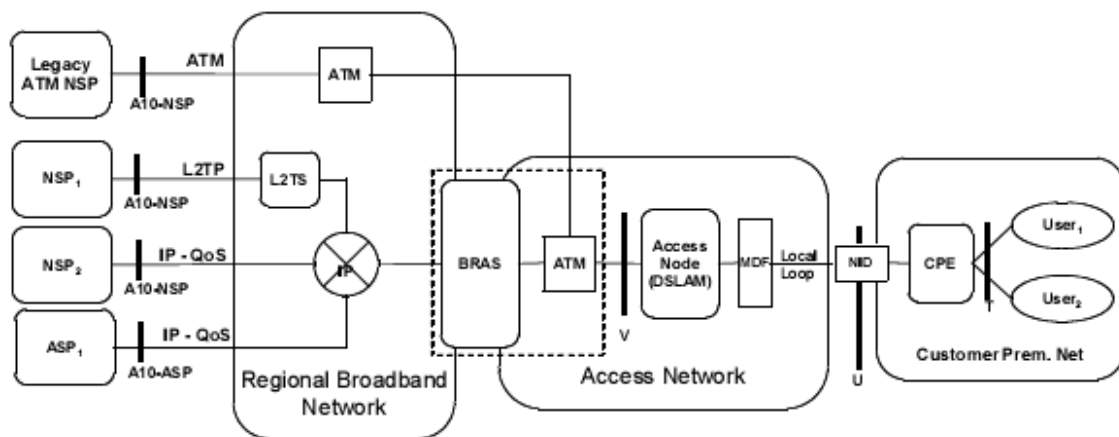 Legacy
ATM NSP
ATM
A10-NSP
ATM
NSP1
L2TP
A10-NSP
L2TS
NSP2
IP - QoS
A10-NSP
IP
ASP1
IP - QoS
A10-ASP
Regional Broadband
Network
BRAS
ATM
V
Access
Node
(DSLAM)
MDF
Local
Loop
Access Network
NID
U
CPE
T
User1
User2
Customer Prem. Net